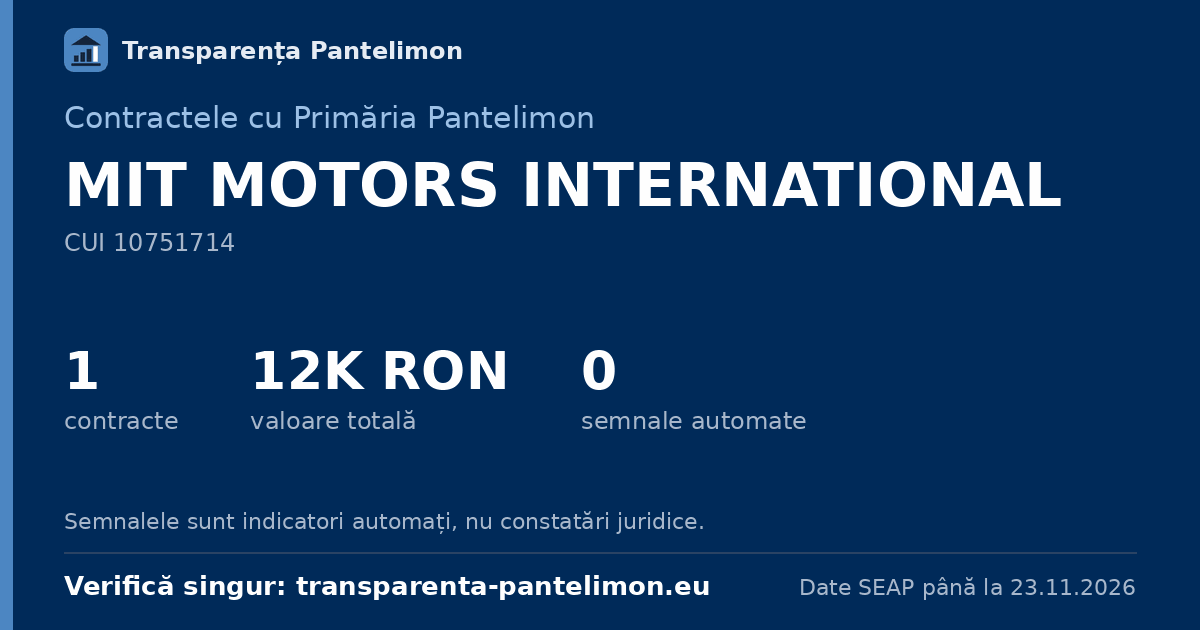 Transparența Pantelimon
Contractele cu Primăria Pantelimon
MIT MOTORS INTERNATIONAL
CUI 10751714
1 12K RON 0
contracte valoare totală semnale automate
Semnalele sunt indicatori automați, nu constatări juridice.
Verifică singur: transparenta-pantelimon.eu Date SEAP până la 23.11.2026